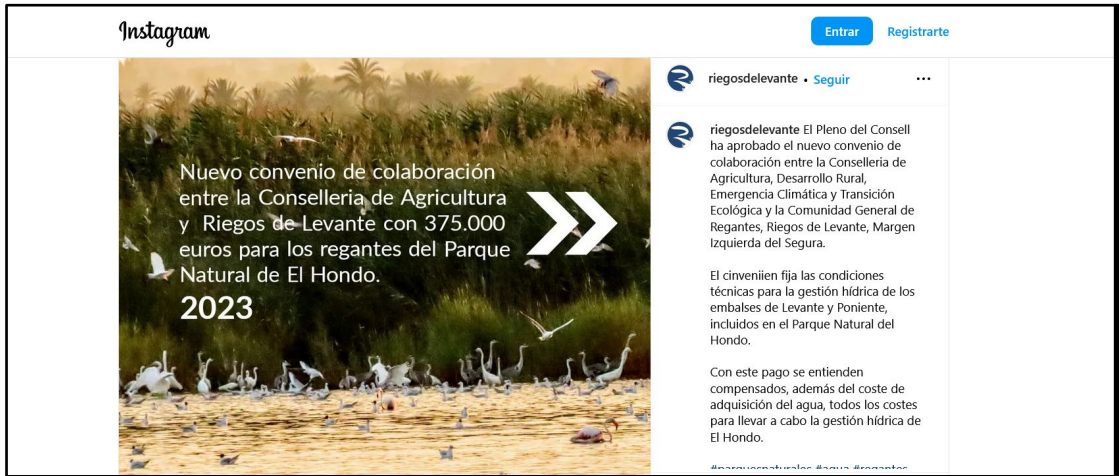 Instagram
Entrar
Registrarte
Nuevo convenio de colaboración
entre la Conselleria de Agricultura
y Riegos de Levante con 375.000
euros para los regantes del Parque
Natural de El Hondo.
2023
riegosdelevante • Seguir
riegosdelevante El Pleno del Consell
ha aprobado el nuevo convenio de
colaboración entre la Conselleria de
Agricultura, Desarrollo Rural,
Emergencia Climática y Transición
Ecológica y la Comunidad General de
Regantes, Riegos de Levante, Margen
Izquierda del Segura.
El cinveniien fija las condiciones
técnicas para la gestión hídrica de los
embalses de Levante y Poniente,
incluidos en el Parque Natural del
Hondo.
Con este pago se entienden
compensados, además del coste de
adquisición del agua, todos los costes
para llevar a cabo la gestión hídrica de
El Hondo.
#parquesnaturales #agua #regantes